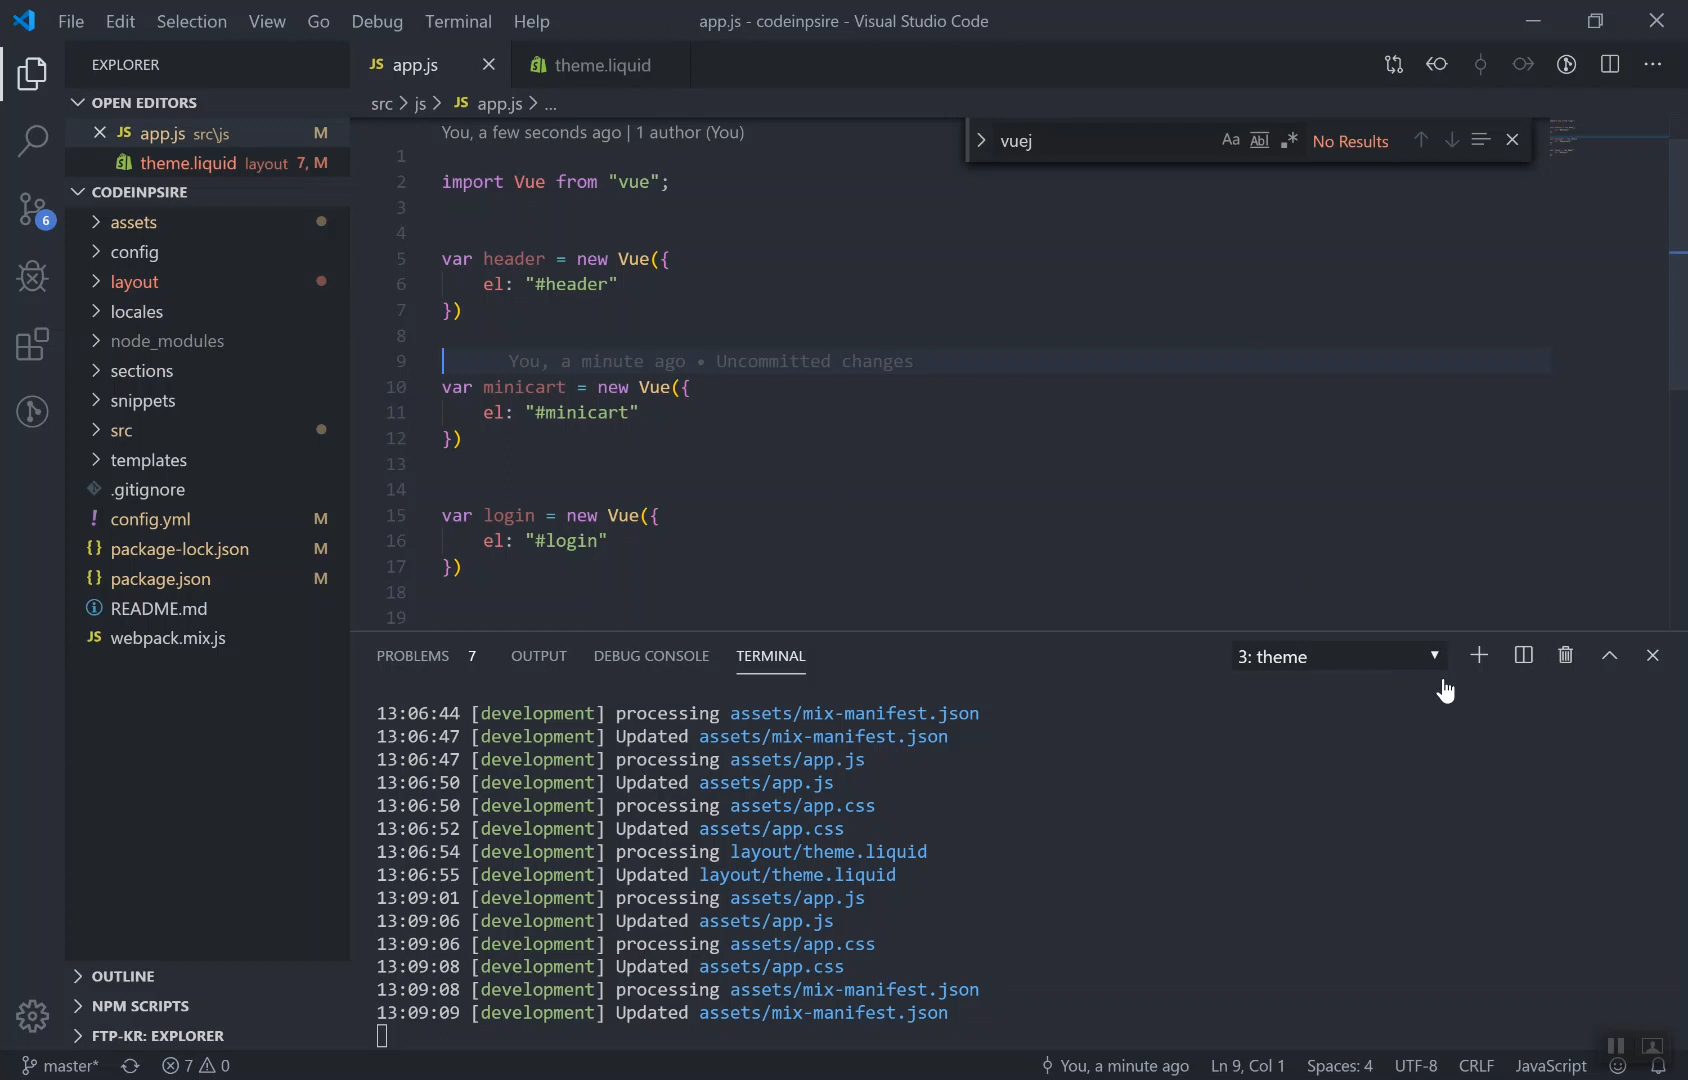 File Edit Selection View Go Debug Terminal Help
app.js - codeinpsire - Visual Studio Code
EXPLORER
OPEN EDITORS
JS app.js src\js M
theme.liquid layout 7, M
CODEINPSIRE
assets
config
layout
locales
node_modules
sections
snippets
src
templates
.gitignore
! config.yml M
{} package-lock.json M
{} package.json M
README.md
JS webpack.mix.js
OUTLINE
NPM SCRIPTS
FTP-KR: EXPLORER
6
JS app.js
theme.liquid
src > js > JS app.js > ...
vuej
Aa Abl .* No Results
You, a few seconds ago | 1 author (You)
1
2 import Vue from "vue";
3
4
5 var header = new Vue({
6 el: "#header"
7 })
8
9 You, a minute ago • Uncommitted changes
10 var minicart = new Vue({
11 el: "#minicart"
12 })
13
14
15 var login = new Vue({
16 el: "#login"
17 })
18
19
PROBLEMS 7 OUTPUT DEBUG CONSOLE TERMINAL
3: theme
13:06:44 [development] processing assets/mix-manifest.json
13:06:47 [development] Updated assets/mix-manifest.json
13:06:47 [development] processing assets/app.js
13:06:50 [development] Updated assets/app.js
13:06:50 [development] processing assets/app.css
13:06:52 [development] Updated assets/app.css
13:06:54 [development] processing layout/theme.liquid
13:06:55 [development] Updated layout/theme.liquid
13:09:01 [development] processing assets/app.js
13:09:06 [development] Updated assets/app.js
13:09:06 [development] processing assets/app.css
13:09:08 [development] Updated assets/app.css
13:09:08 [development] processing assets/mix-manifest.json
13:09:09 [development] Updated assets/mix-manifest.json
master* 7 0
You, a minute ago Ln 9, Col 1 Spaces: 4 UTF-8 CRLF JavaScript